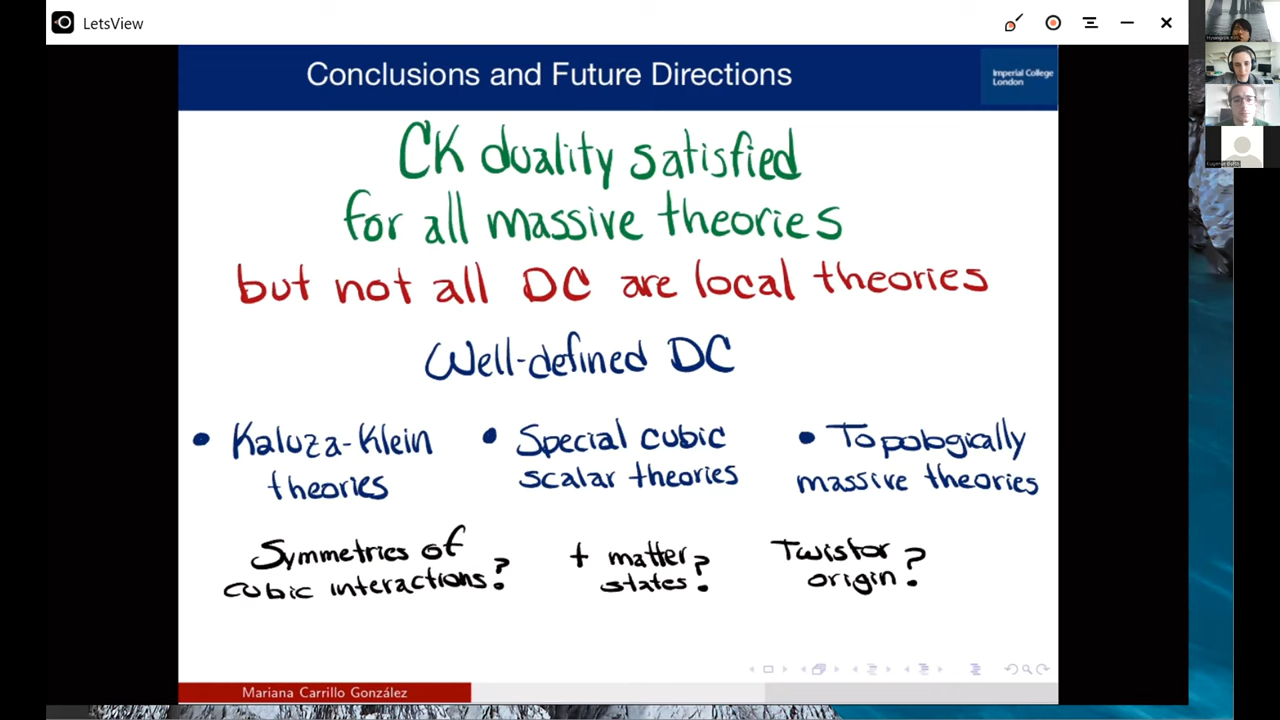 LetsView
Conclusions and Future Directions
Imperial College
London
CK duality satisfied
for all massive theories
but not all DC are local theories
Well-defined DC
• Kaluza-Klein
theories
• Special cubic
scalar theories
• Topologically
massive theories
Symmetries of
cubic interactions?
+ matter
states?
Twistor
origin?
Mariana Carrillo González